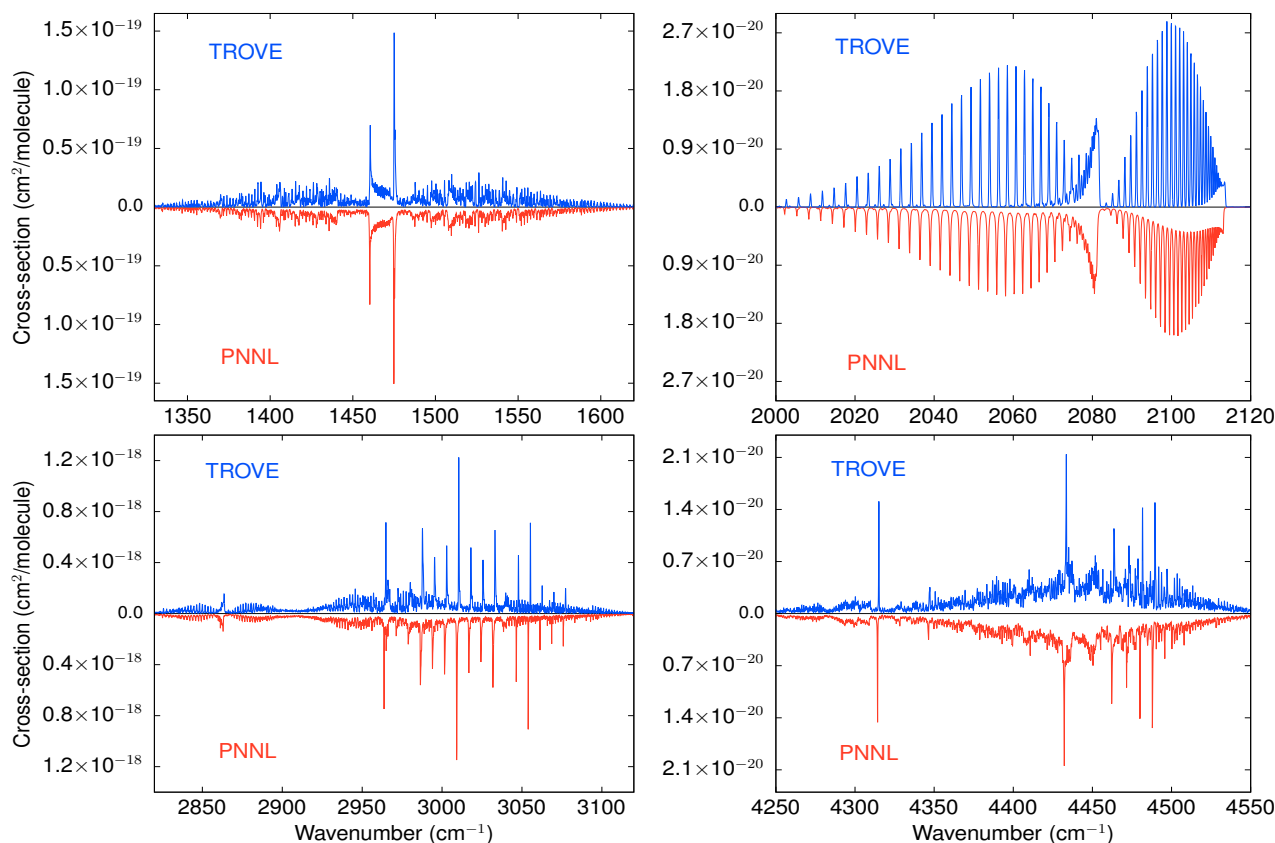 Cross-section (cm²/molecule)
1.5×10⁻¹⁹
1.0×10⁻¹⁹
0.5×10⁻¹⁹
0.0
0.5×10⁻¹⁹
1.0×10⁻¹⁹
1.5×10⁻¹⁹
TROVE
PNNL
1350 1400 1450 1500 1550 1600
2.7×10⁻²⁰
1.8×10⁻²⁰
0.9×10⁻²⁰
0.0
0.9×10⁻²⁰
1.8×10⁻²⁰
2.7×10⁻²⁰
TROVE
PNNL
2000 2020 2040 2060 2080 2100 2120
Cross-section (cm²/molecule)
1.2×10⁻¹⁸
0.8×10⁻¹⁸
0.4×10⁻¹⁸
0.0
0.4×10⁻¹⁸
0.8×10⁻¹⁸
1.2×10⁻¹⁸
TROVE
PNNL
2850 2900 2950 3000 3050 3100
Wavenumber (cm⁻¹)
2.1×10⁻²⁰
1.4×10⁻²⁰
0.7×10⁻²⁰
0.0
0.7×10⁻²⁰
1.4×10⁻²⁰
2.1×10⁻²⁰
TROVE
PNNL
4250 4300 4350 4400 4450 4500 4550
Wavenumber (cm⁻¹)